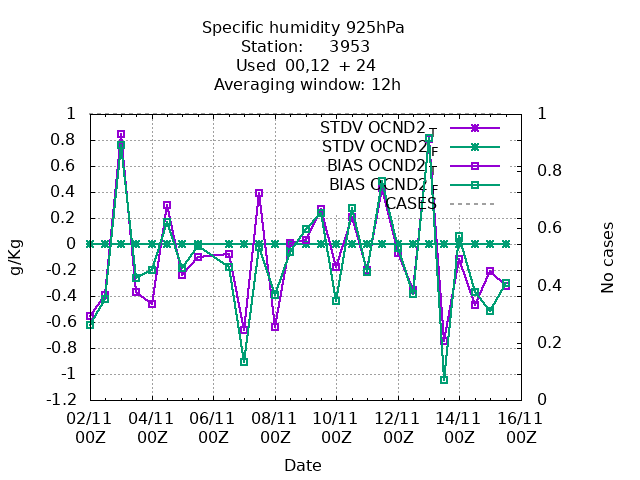 Specific humidity 925hPa
Station: 3953
Used 00,12 + 24
Averaging window: 12h
STDV OCND2_T
STDV OCND2_F
BIAS OCND2_T
BIAS OCND2_F
CASES
1
0.8
0.6
0.4
0.2
0
-0.2
-0.4
-0.6
-0.8
-1
-1.2
g/Kg
1
0.8
0.6
0.4
0.2
0
No cases
02/11 04/11 06/11 08/11 10/11 12/11 14/11 16/11
00Z 00Z 00Z 00Z 00Z 00Z 00Z 00Z
Date